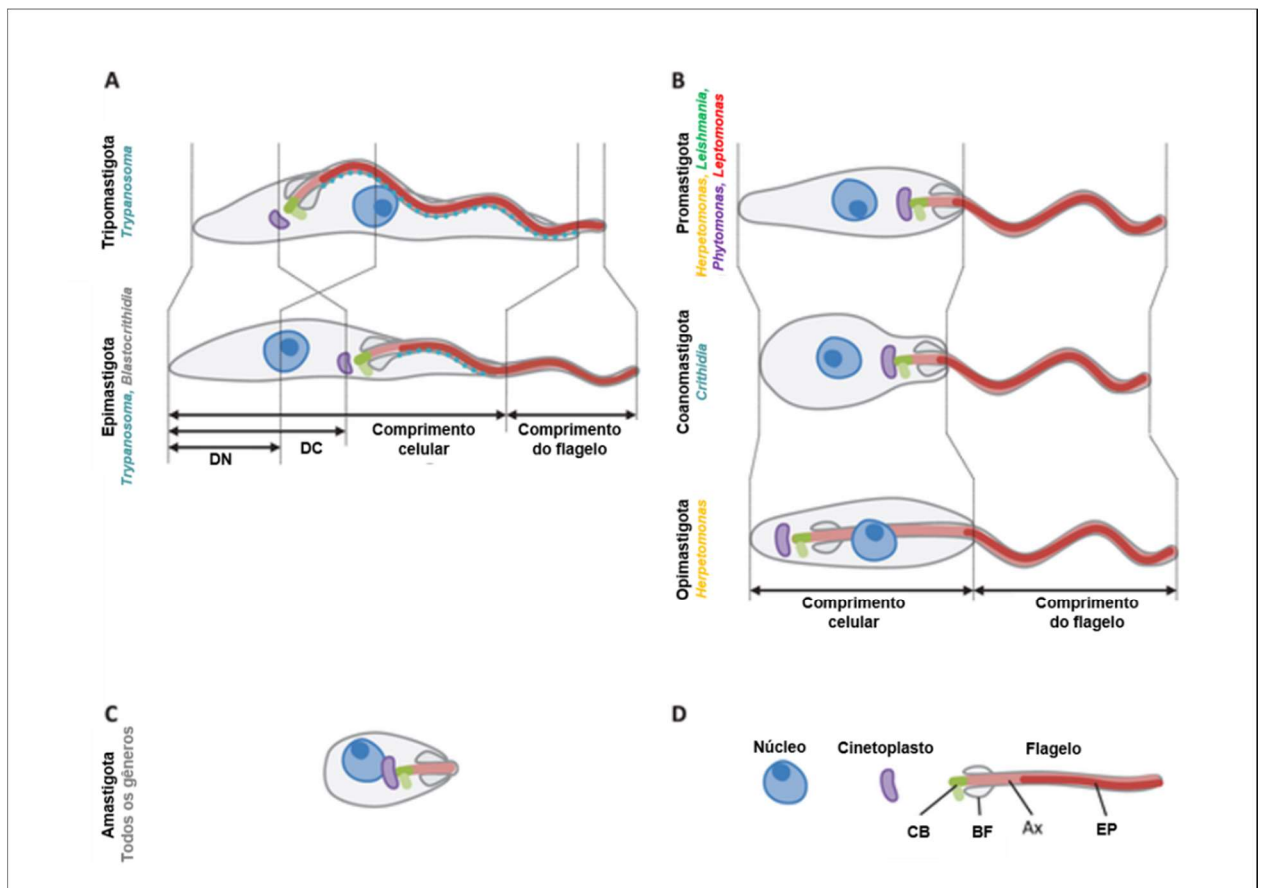 A
Tripomastigota
Trypanosoma
Epimastigota
Trypanosoma, Blastocrithidia
DN
DC
Comprimento
celular
Comprimento
do flagelo
B
Promastigota
Herpetomonas, Leishmania,
Phytomonas, Leptomonas
Coanomastigota
Crithidia
Opimastigota
Herpetomonas
Comprimento
celular
Comprimento
do flagelo
C
Amastigota
Todos os gêneros
D
Núcleo
Cinetoplasto
Flagelo
CB
BF
Ax
EP